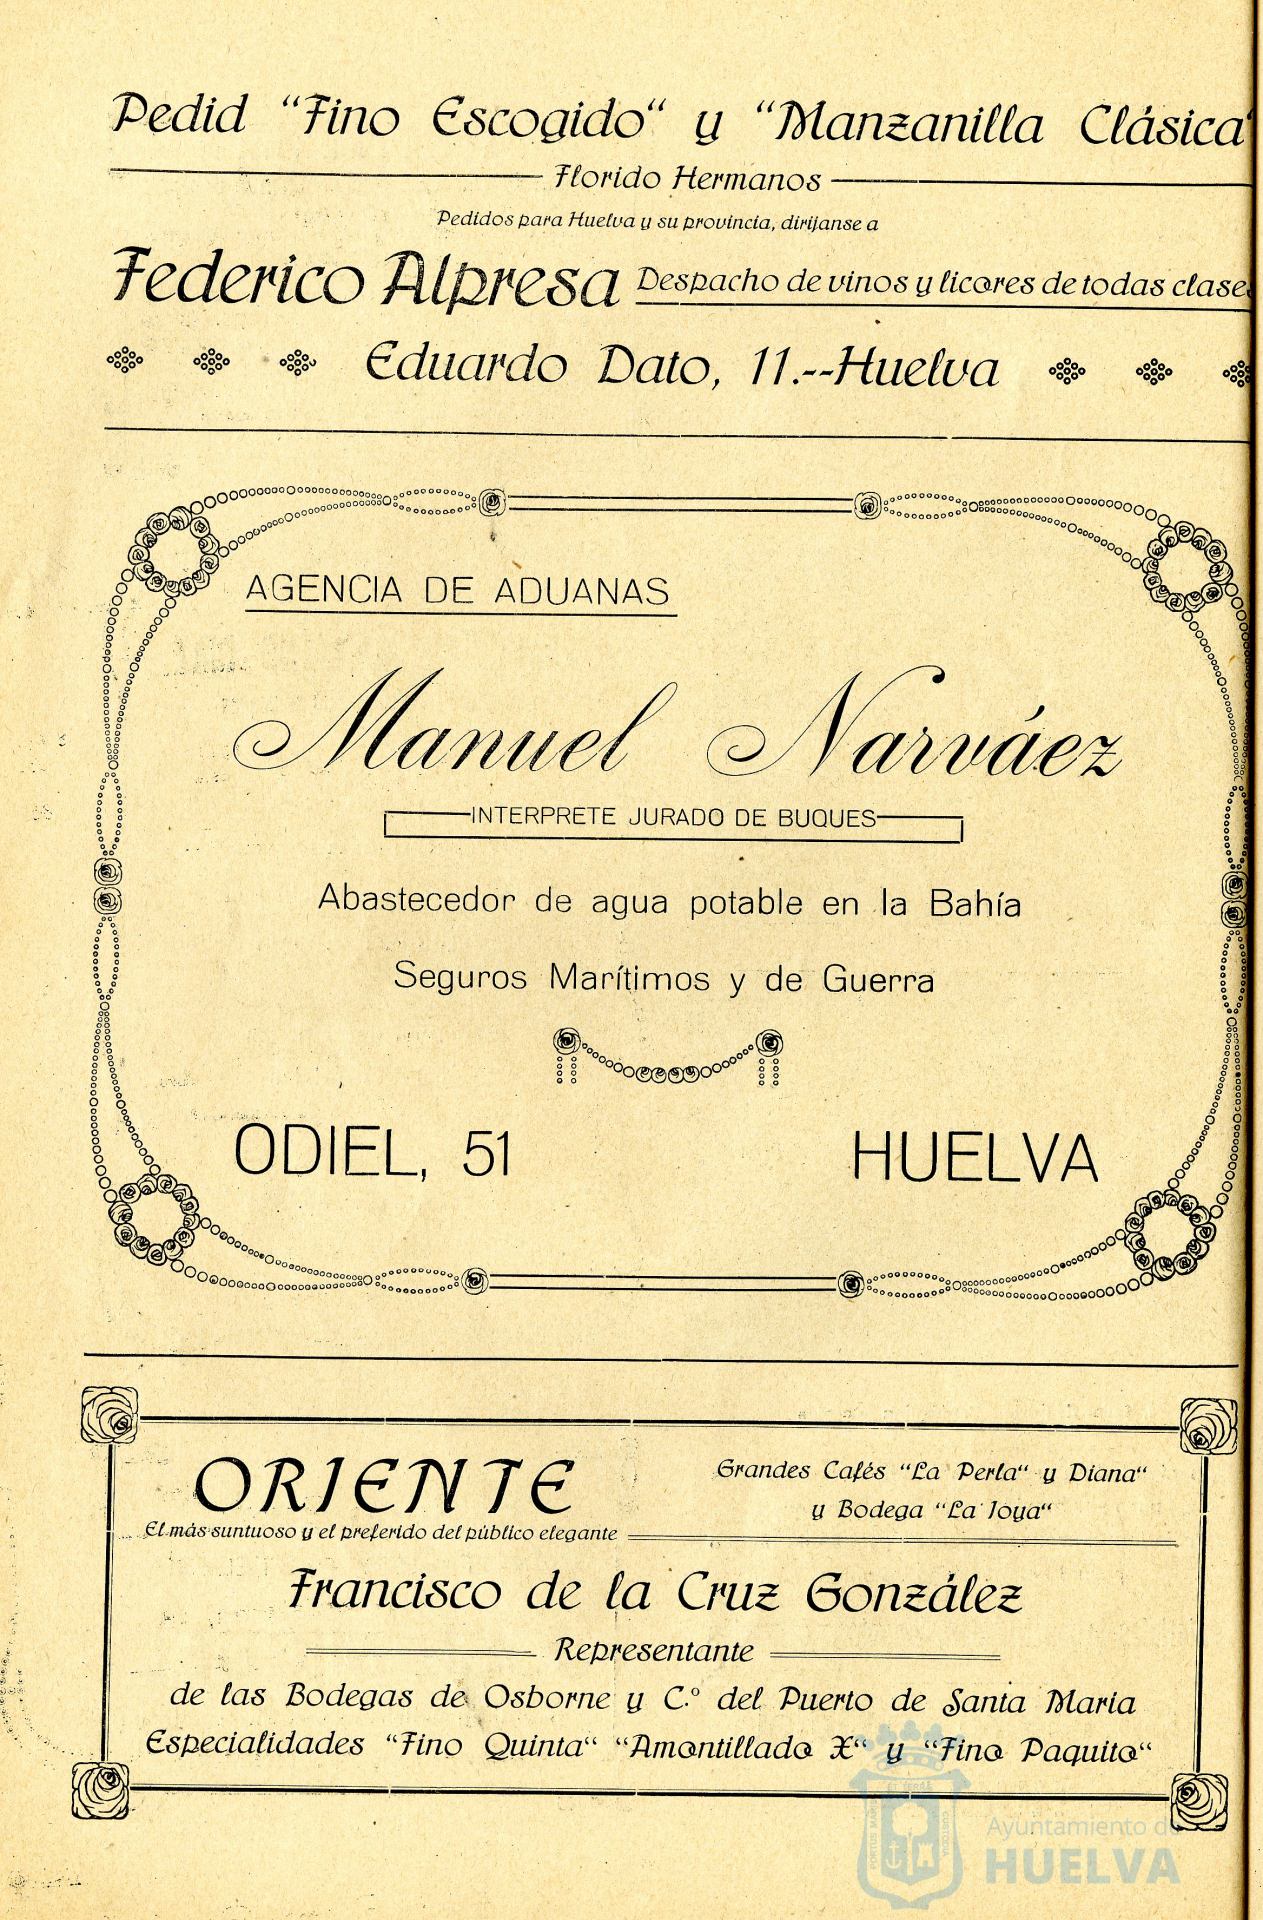 Pedid "Fino Escogido" y "Manzanilla Clásica"
Florido Hermanos
Pedidos para Huelva y su provincia, dirijanse a
Federico Alpresa Despacho de vinos y licores de todas clases
Eduardo Dato, 11.--Huelva
AGENCIA DE ADUANAS
Manuel Narváez
INTERPRETE JURADO DE BUQUES
Abastecedor de agua potable en la Bahía
Seguros Marítimos y de Guerra
ODIEL, 51 HUELVA
ORIENTE
El más suntuoso y el preferido del público elegante
Grandes Cafés "La Perla" y Diana"
y Bodega "La Joya"
Francisco de la Cruz González
Representante
de las Bodegas de Osborne y C.º del Puerto de Santa Maria
Especialidades "Fino Quinta" "Amontillado X" y "Fino Paquito"
Ayuntamiento de
HUELVA